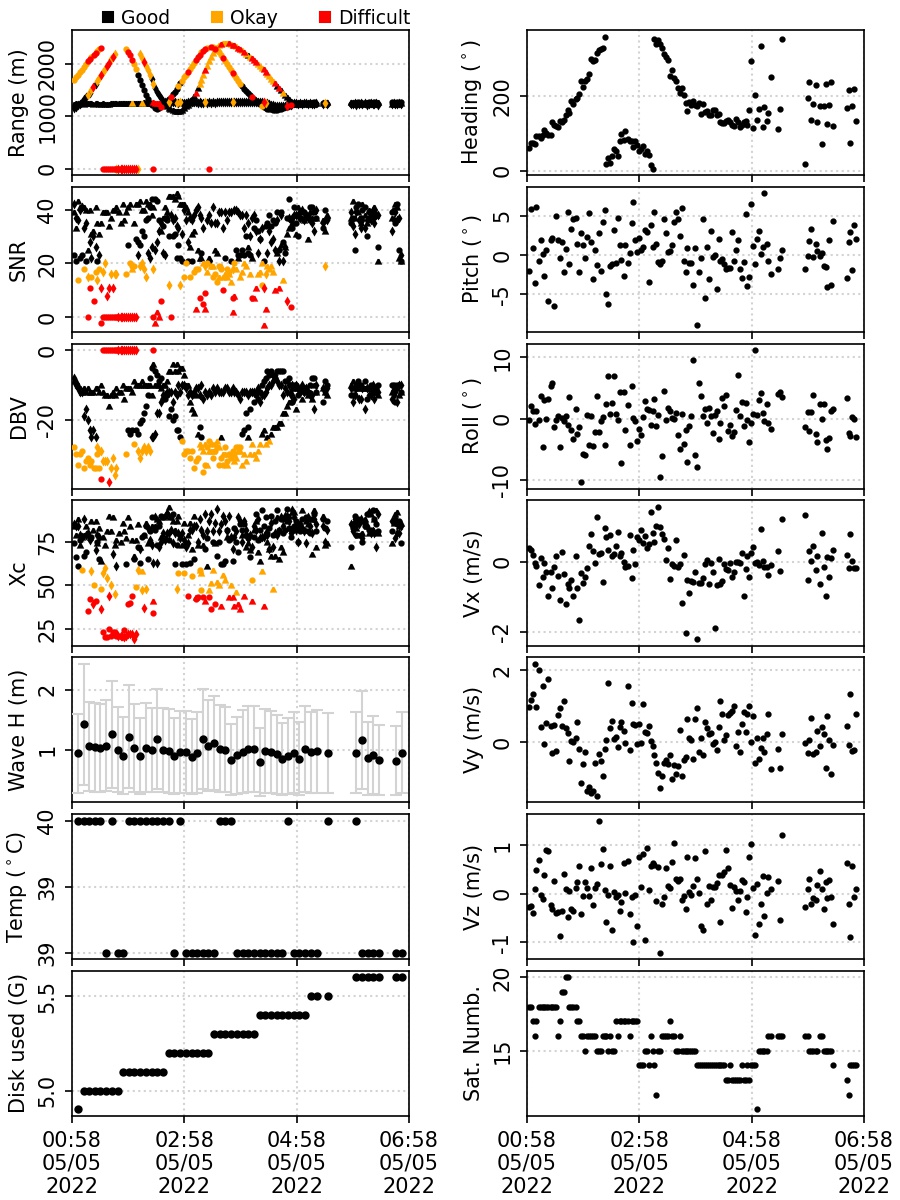 Good Okay Difficult
Range (m)
2000
1000
0
Heading (°)
200
0
SNR
40
20
0
Pitch (°)
5
0
-5
DBV
0
-20
Roll (°)
10
0
-10
Xc
75
50
25
Vx (m/s)
0
-2
Wave H (m)
2
1
Vy (m/s)
2
0
Temp (°C)
40
39
39
Vz (m/s)
1
0
-1
Disk used (G)
5.5
5.0
Sat. Numb.
20
15
00:58 02:58 04:58 06:58
05/05 05/05 05/05 05/05
2022 2022 2022 2022
00:58 02:58 04:58 06:58
05/05 05/05 05/05 05/05
2022 2022 2022 2022